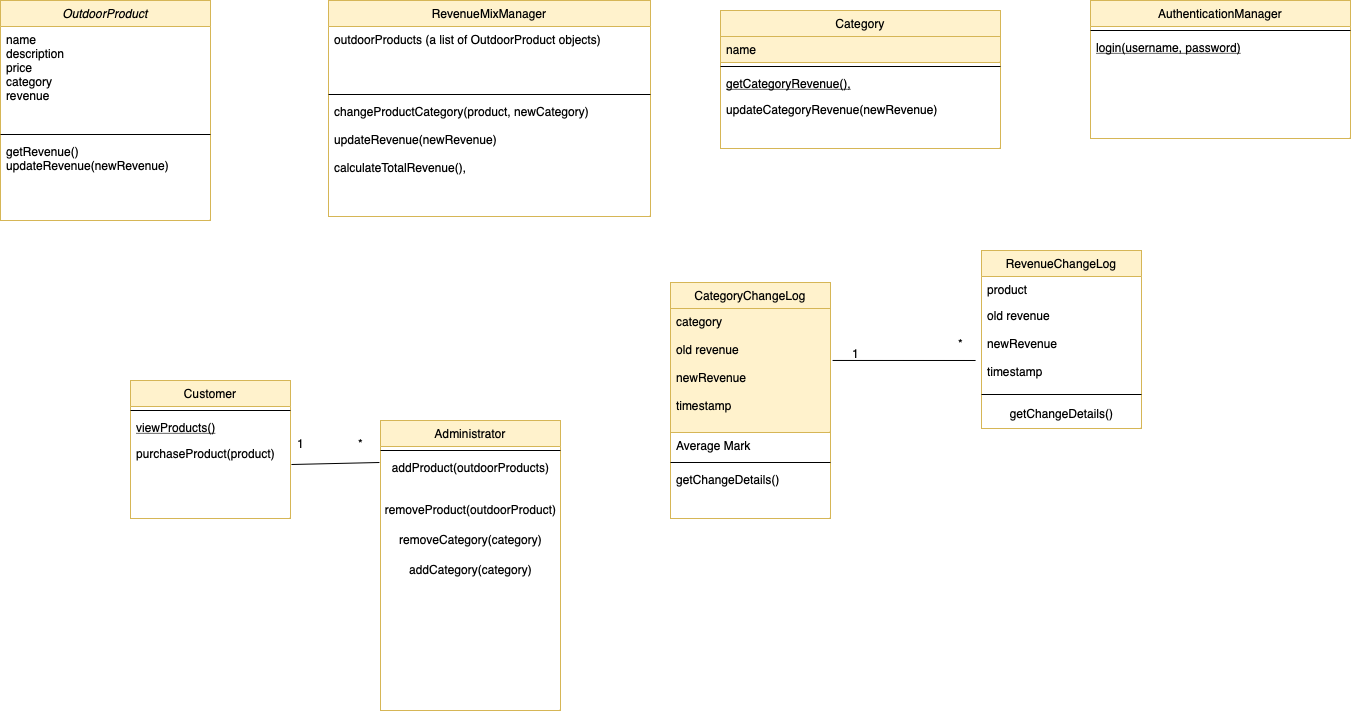 OutdoorProduct
name
description
price
category
revenue
getRevenue()
updateRevenue(newRevenue)
RevenueMixManager
outdoorProducts (a list of OutdoorProduct objects)
changeProductCategory(product, newCategory)
updateRevenue(newRevenue)
calculateTotalRevenue(),
Category
name
getCategoryRevenue(),
updateCategoryRevenue(newRevenue)
AuthenticationManager
login(username, password)
Customer
viewProducts()
purchaseProduct(product)
1
*
Administrator
addProduct(outdoorProducts)
removeProduct(outdoorProduct)
removeCategory(category)
addCategory(category)
CategoryChangeLog
category
old revenue
newRevenue
timestamp
Average Mark
getChangeDetails()
1
*
RevenueChangeLog
product
old revenue
newRevenue
timestamp
getChangeDetails()